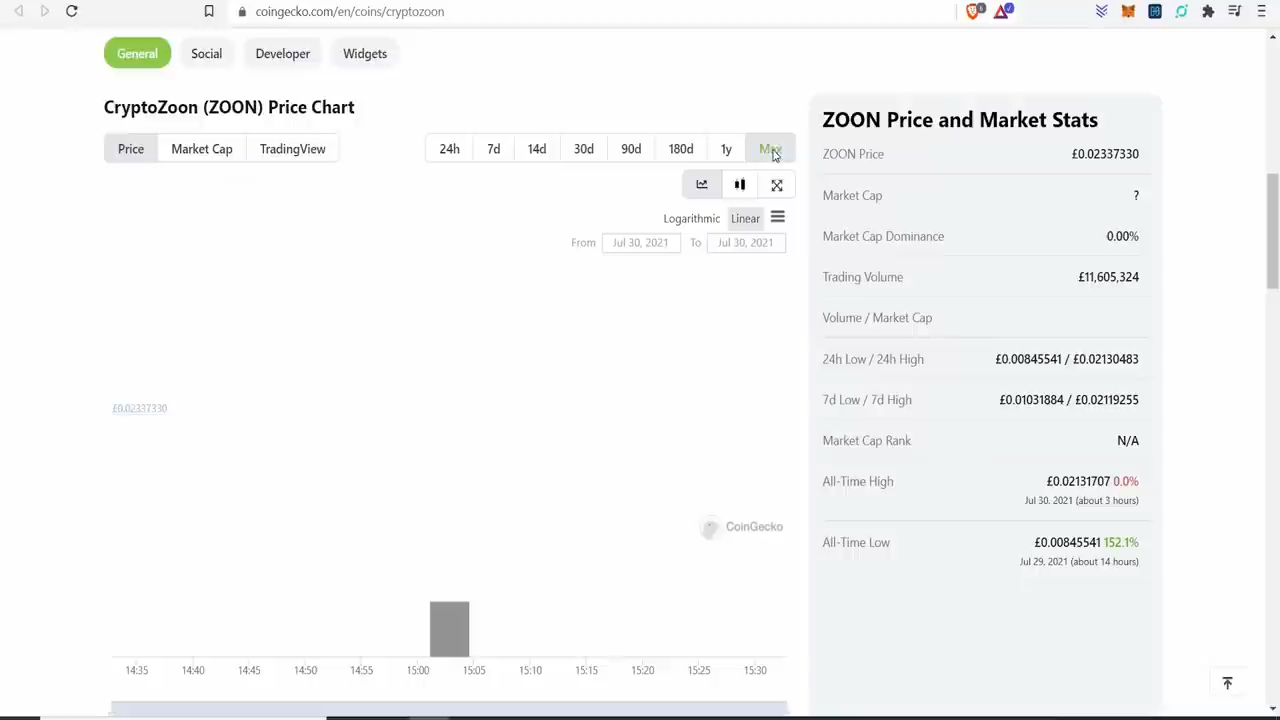 coingecko.com/en/coins/cryptozoon
General Social Developer Widgets
CryptoZoon (ZOON) Price Chart
Price Market Cap TradingView 24h 7d 14d 30d 90d 180d 1y Max
Logarithmic Linear
From Jul 30, 2021 To Jul 30, 2021
£0.02337330
CoinGecko
14:35 14:40 14:45 14:50 14:55 15:00 15:05 15:10 15:15 15:20 15:25 15:30
ZOON Price and Market Stats
ZOON Price £0.02337330
Market Cap ?
Market Cap Dominance 0.00%
Trading Volume £11,605,324
Volume / Market Cap
24h Low / 24h High £0.00845541 / £0.02130483
7d Low / 7d High £0.01031884 / £0.02119255
Market Cap Rank N/A
All-Time High £0.02131707 0.0%
Jul 30, 2021 (about 3 hours)
All-Time Low £0.00845541 152.1%
Jul 29, 2021 (about 14 hours)